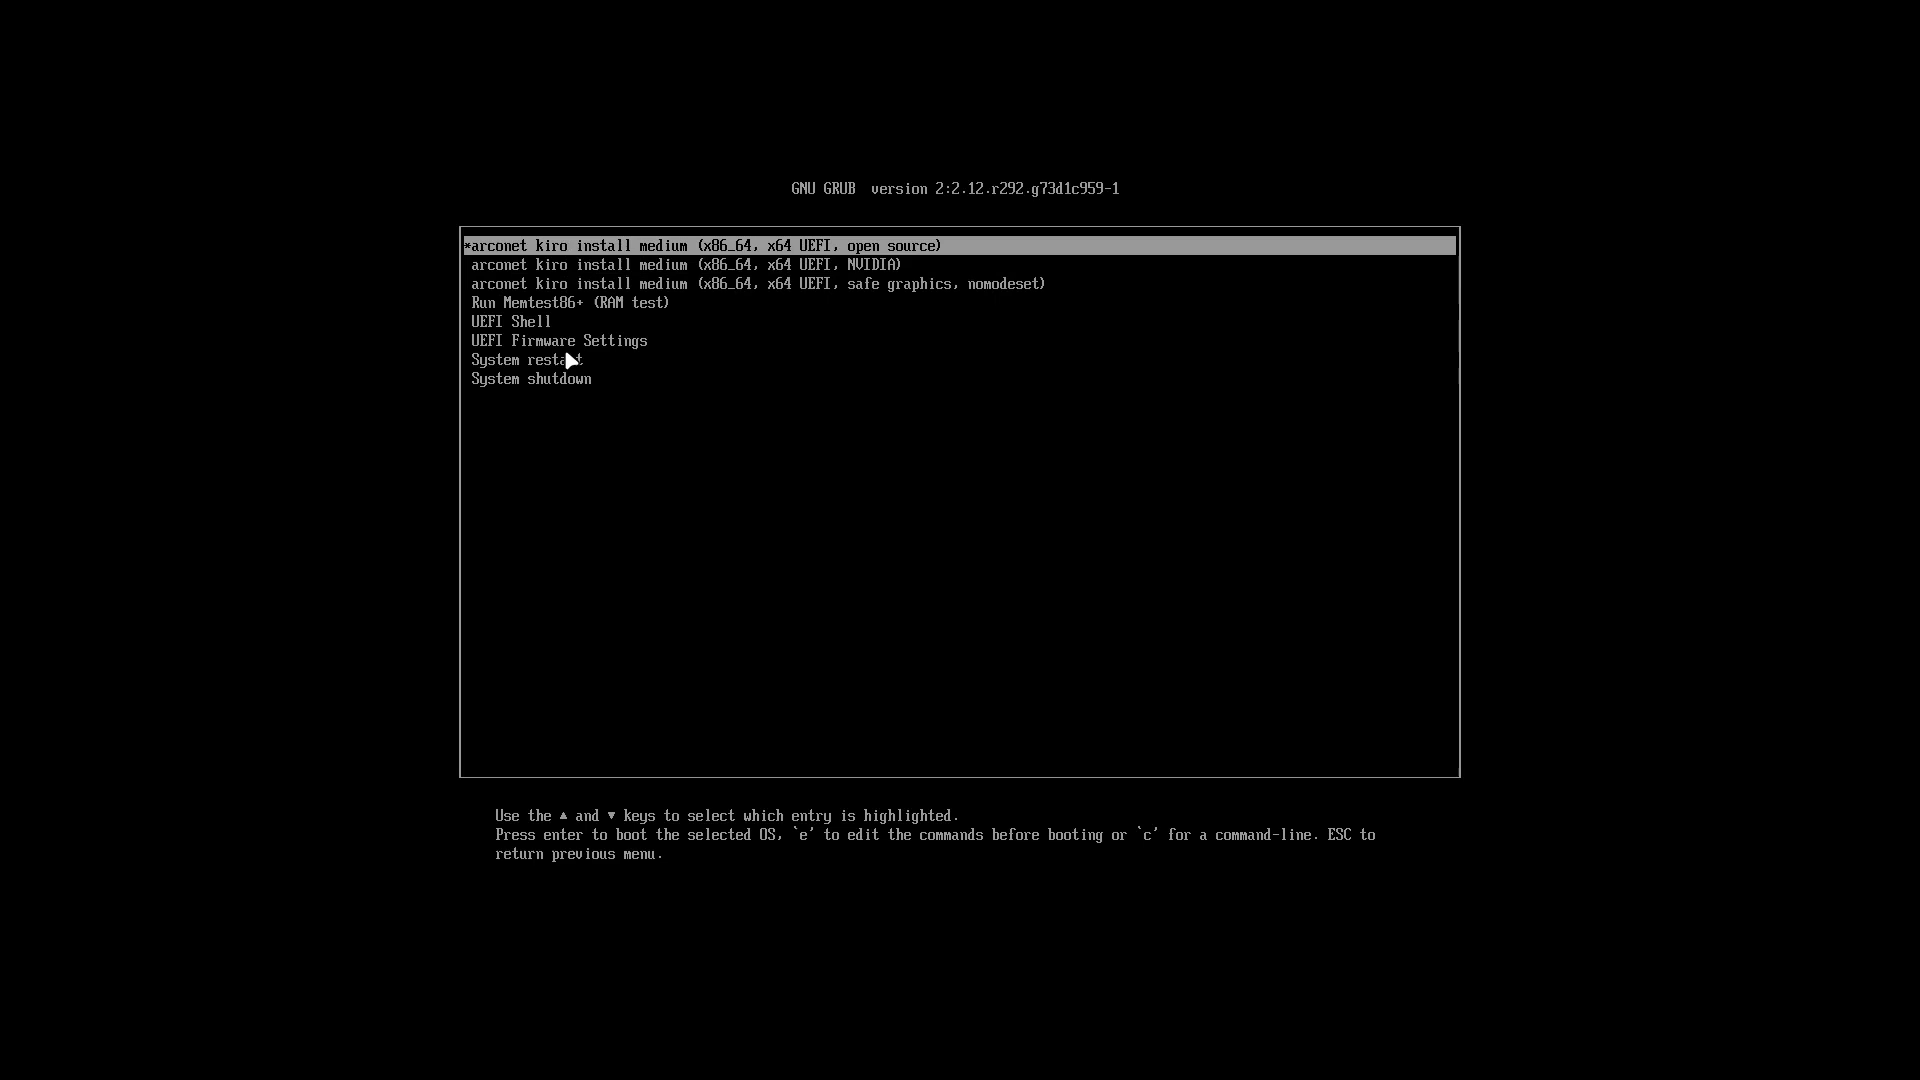 GNU GRUB  version 2:2.12.r292.g73d1c959-1
*arconet kiro install medium (x86_64, x64 UEFI, open source)
arconet kiro install medium (x86_64, x64 UEFI, NVIDIA)
arconet kiro install medium (x86_64, x64 UEFI, safe graphics, nomodeset)
Run Memtest86+ (RAM test)
UEFI Shell
UEFI Firmware Settings
System restart
System shutdown
Use the ▲ and ▼ keys to select which entry is highlighted.
Press enter to boot the selected OS, `e' to edit the commands before booting or `c' for a command-line. ESC to
return previous menu.